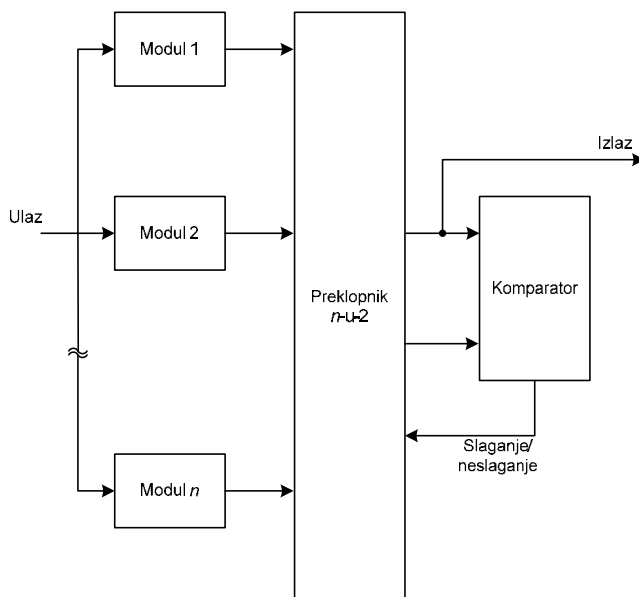 Modul 1
Izlaz
Ulaz
Modul 2
Preklopnik
n-u-2
Komparator
Slaganje/
neslaganje
Modul n